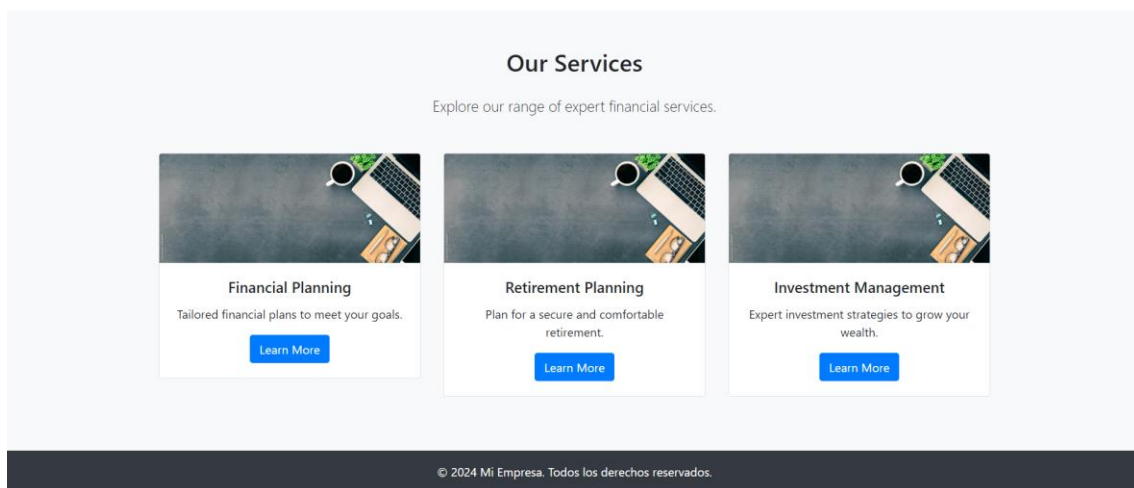 Our Services
Explore our range of expert financial services.
Financial Planning
Tailored financial plans to meet your goals.
Learn More
Retirement Planning
Plan for a secure and comfortable
retirement.
Learn More
Investment Management
Expert investment strategies to grow your
wealth.
Learn More
© 2024 Mi Empresa. Todos los derechos reservados.